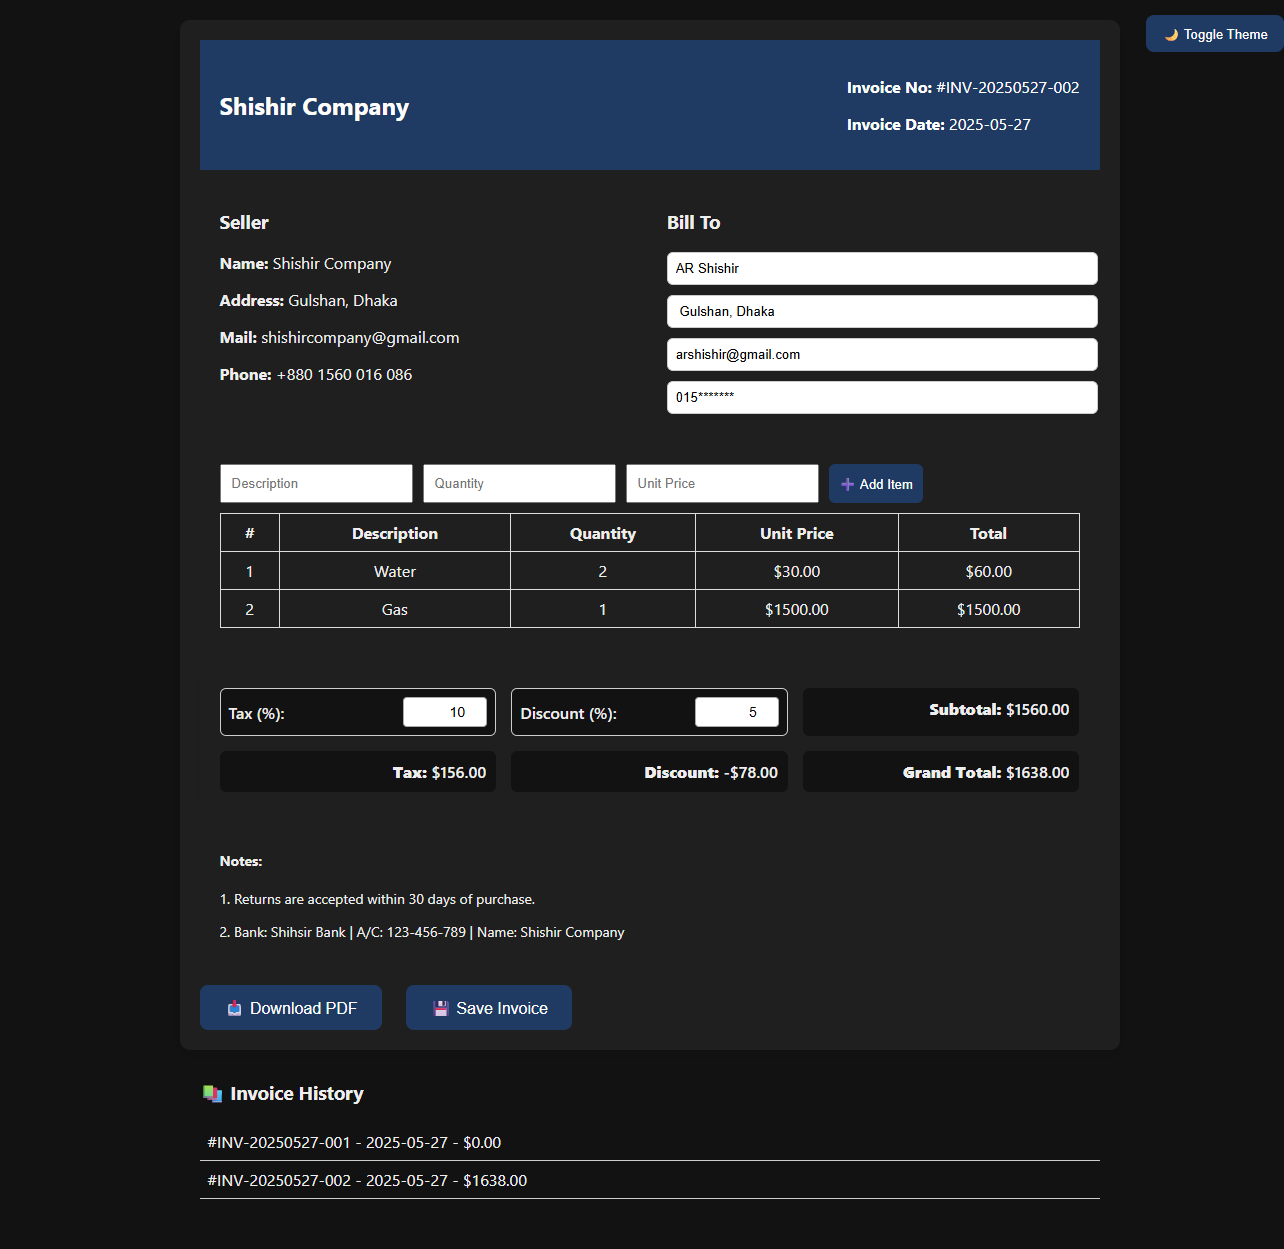 🌙 Toggle Theme
Shishir Company
Invoice No: #INV-20250527-002
Invoice Date: 2025-05-27
Seller
Name: Shishir Company
Address: Gulshan, Dhaka
Mail: shishircompany@gmail.com
Phone: +880 1560 016 086
Bill To
AR Shishir
Gulshan, Dhaka
arshishir@gmail.com
015*******
Description Quantity Unit Price ➕ Add Item
# Description Quantity Unit Price Total
1 Water 2 $30.00 $60.00
2 Gas 1 $1500.00 $1500.00
Tax (%): 10 Discount (%): 5 Subtotal: $1560.00
Tax: $156.00 Discount: -$78.00 Grand Total: $1638.00
Notes:
1. Returns are accepted within 30 days of purchase.
2. Bank: Shihsir Bank | A/C: 123-456-789 | Name: Shishir Company
📥 Download PDF 💾 Save Invoice
📚 Invoice History
#INV-20250527-001 - 2025-05-27 - $0.00
#INV-20250527-002 - 2025-05-27 - $1638.00